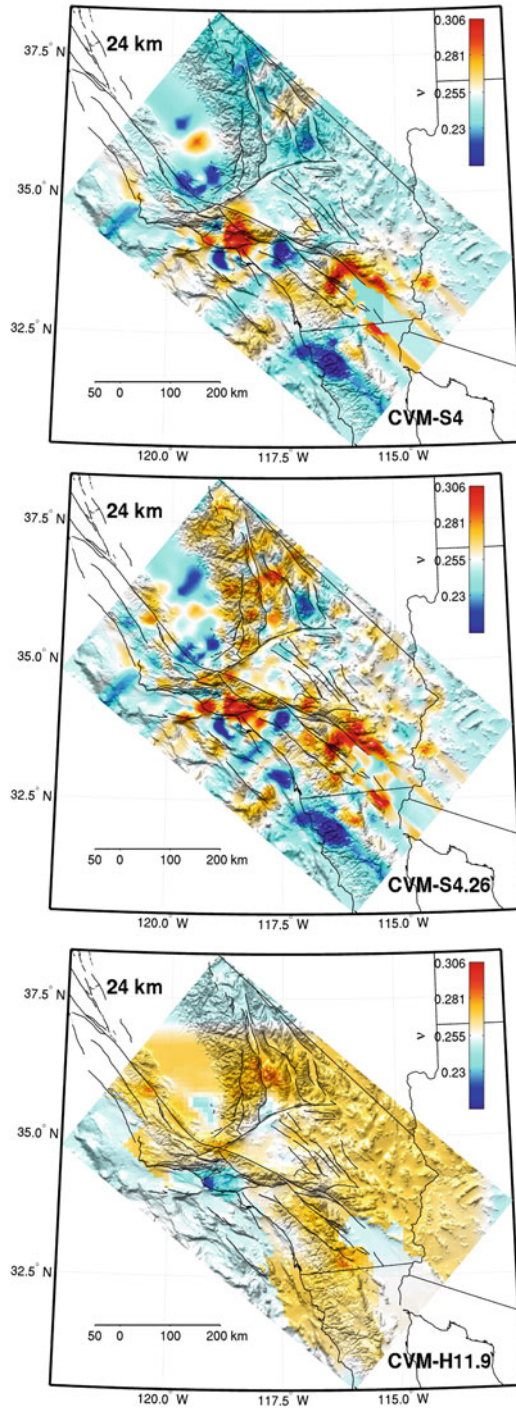 24 km
37.5° N
35.0° N
32.5° N
0.306
0.281
ν 0.255
0.23
50 0 100 200 km
CVM-S4
120.0° W 117.5° W 115.0° W
24 km
37.5° N
35.0° N
32.5° N
0.306
0.281
ν 0.255
0.23
50 0 100 200 km
CVM-S4.26
120.0° W 117.5° W 115.0° W
24 km
37.5° N
35.0° N
32.5° N
0.306
0.281
ν 0.255
0.23
50 0 100 200 km
CVM-H11.9
120.0° W 117.5° W 115.0° W